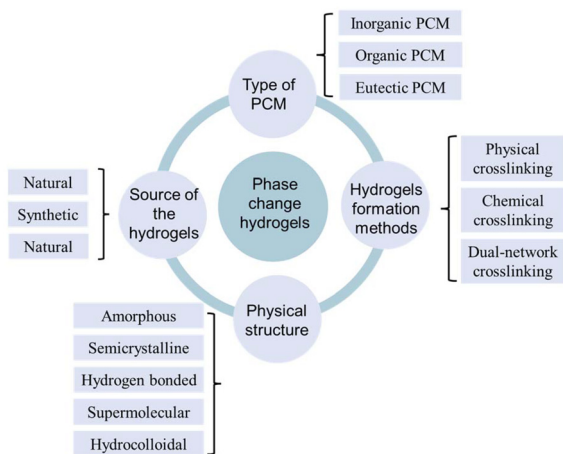 Inorganic PCM
Organic PCM
Eutectic PCM
Type of
PCM
Physical
crosslinking
Chemical
crosslinking
Dual-network
crosslinking
Hydrogels
formation
methods
Phase
change
hydrogels
Source of
the
hydrogels
Natural
Synthetic
Natural
Physical
structure
Amorphous
Semicrystalline
Hydrogen bonded
Supermolecular
Hydrocolloidal